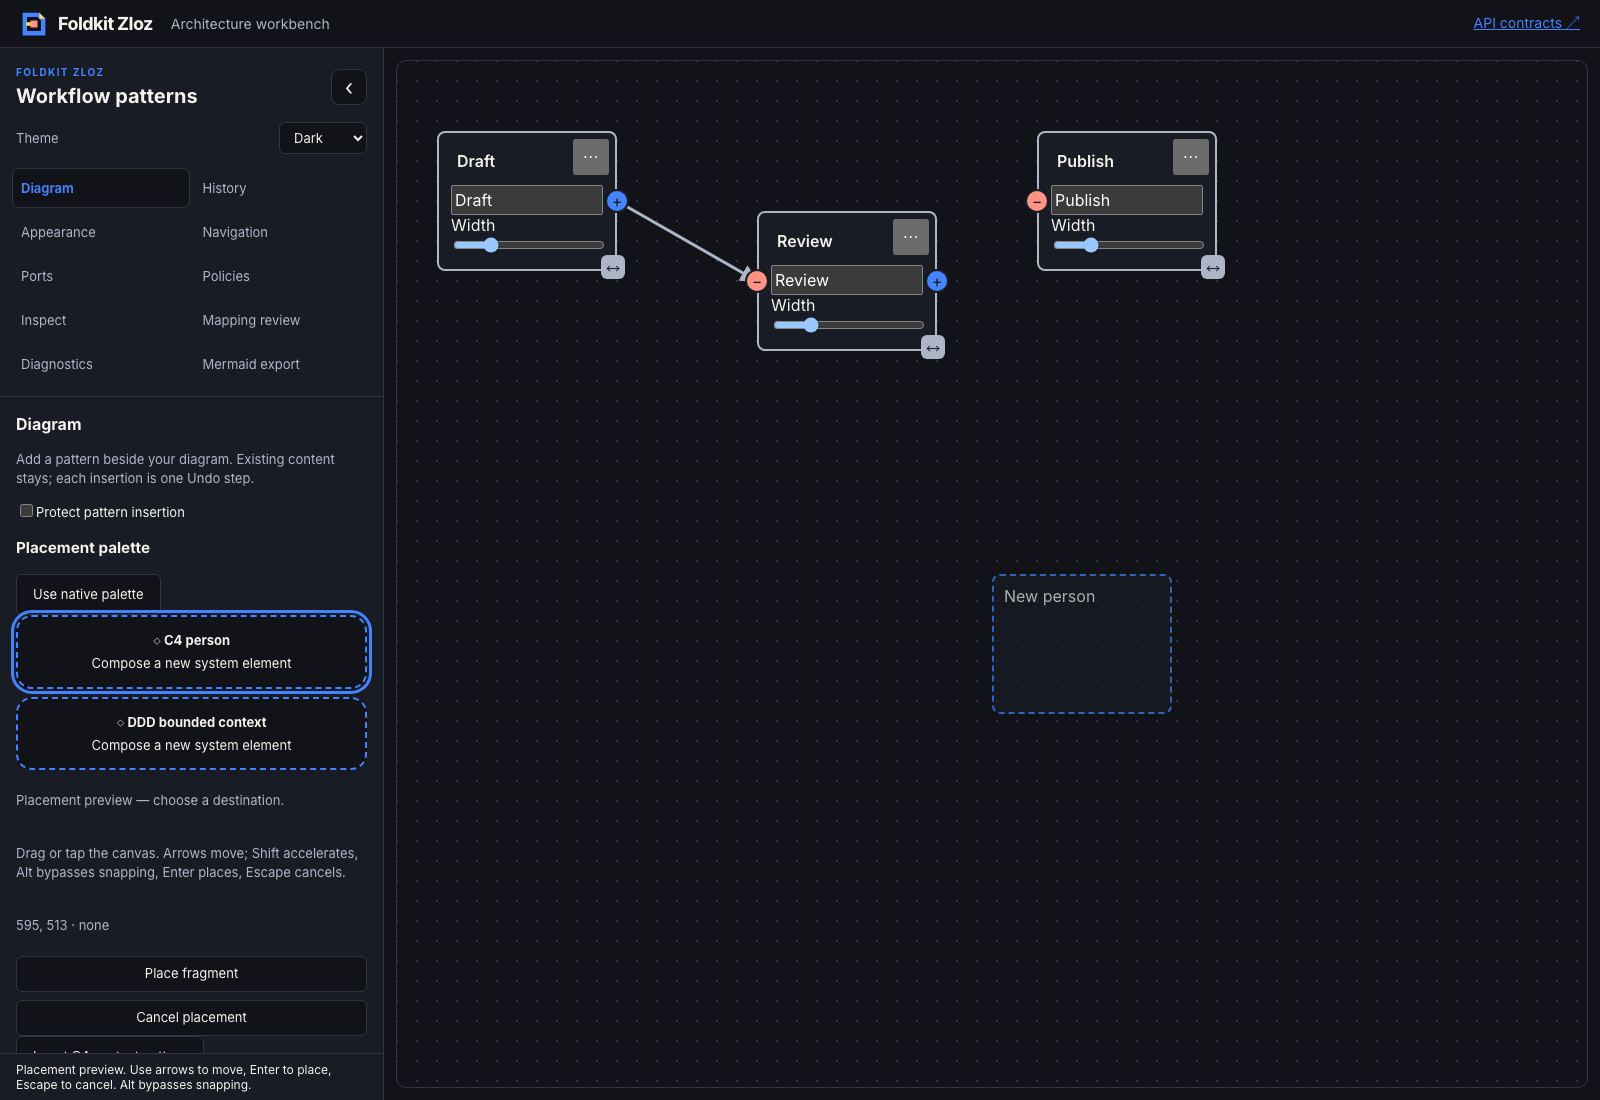 Foldkit Zloz
Architecture workbench
API contracts ↗
FOLDKIT ZLOZ
Workflow patterns
Theme
Dark
Diagram
History
Appearance
Navigation
Ports
Policies
Inspect
Mapping review
Diagnostics
Mermaid export
Diagram
Add a pattern beside your diagram. Existing content
stays; each insertion is one Undo step.
Protect pattern insertion
Placement palette
Use native palette
◇ C4 person
Compose a new system element
◇ DDD bounded context
Compose a new system element
Placement preview — choose a destination.
Drag or tap the canvas. Arrows move; Shift accelerates,
Alt bypasses snapping, Enter places, Escape cancels.
595, 513 · none
Place fragment
Cancel placement
Placement preview. Use arrows to move, Enter to place,
Escape to cancel. Alt bypasses snapping.
Draft
...
Draft
+
Width
↔
Review
...
−
Review
+
Width
↔
Publish
...
−
Publish
Width
↔
New person